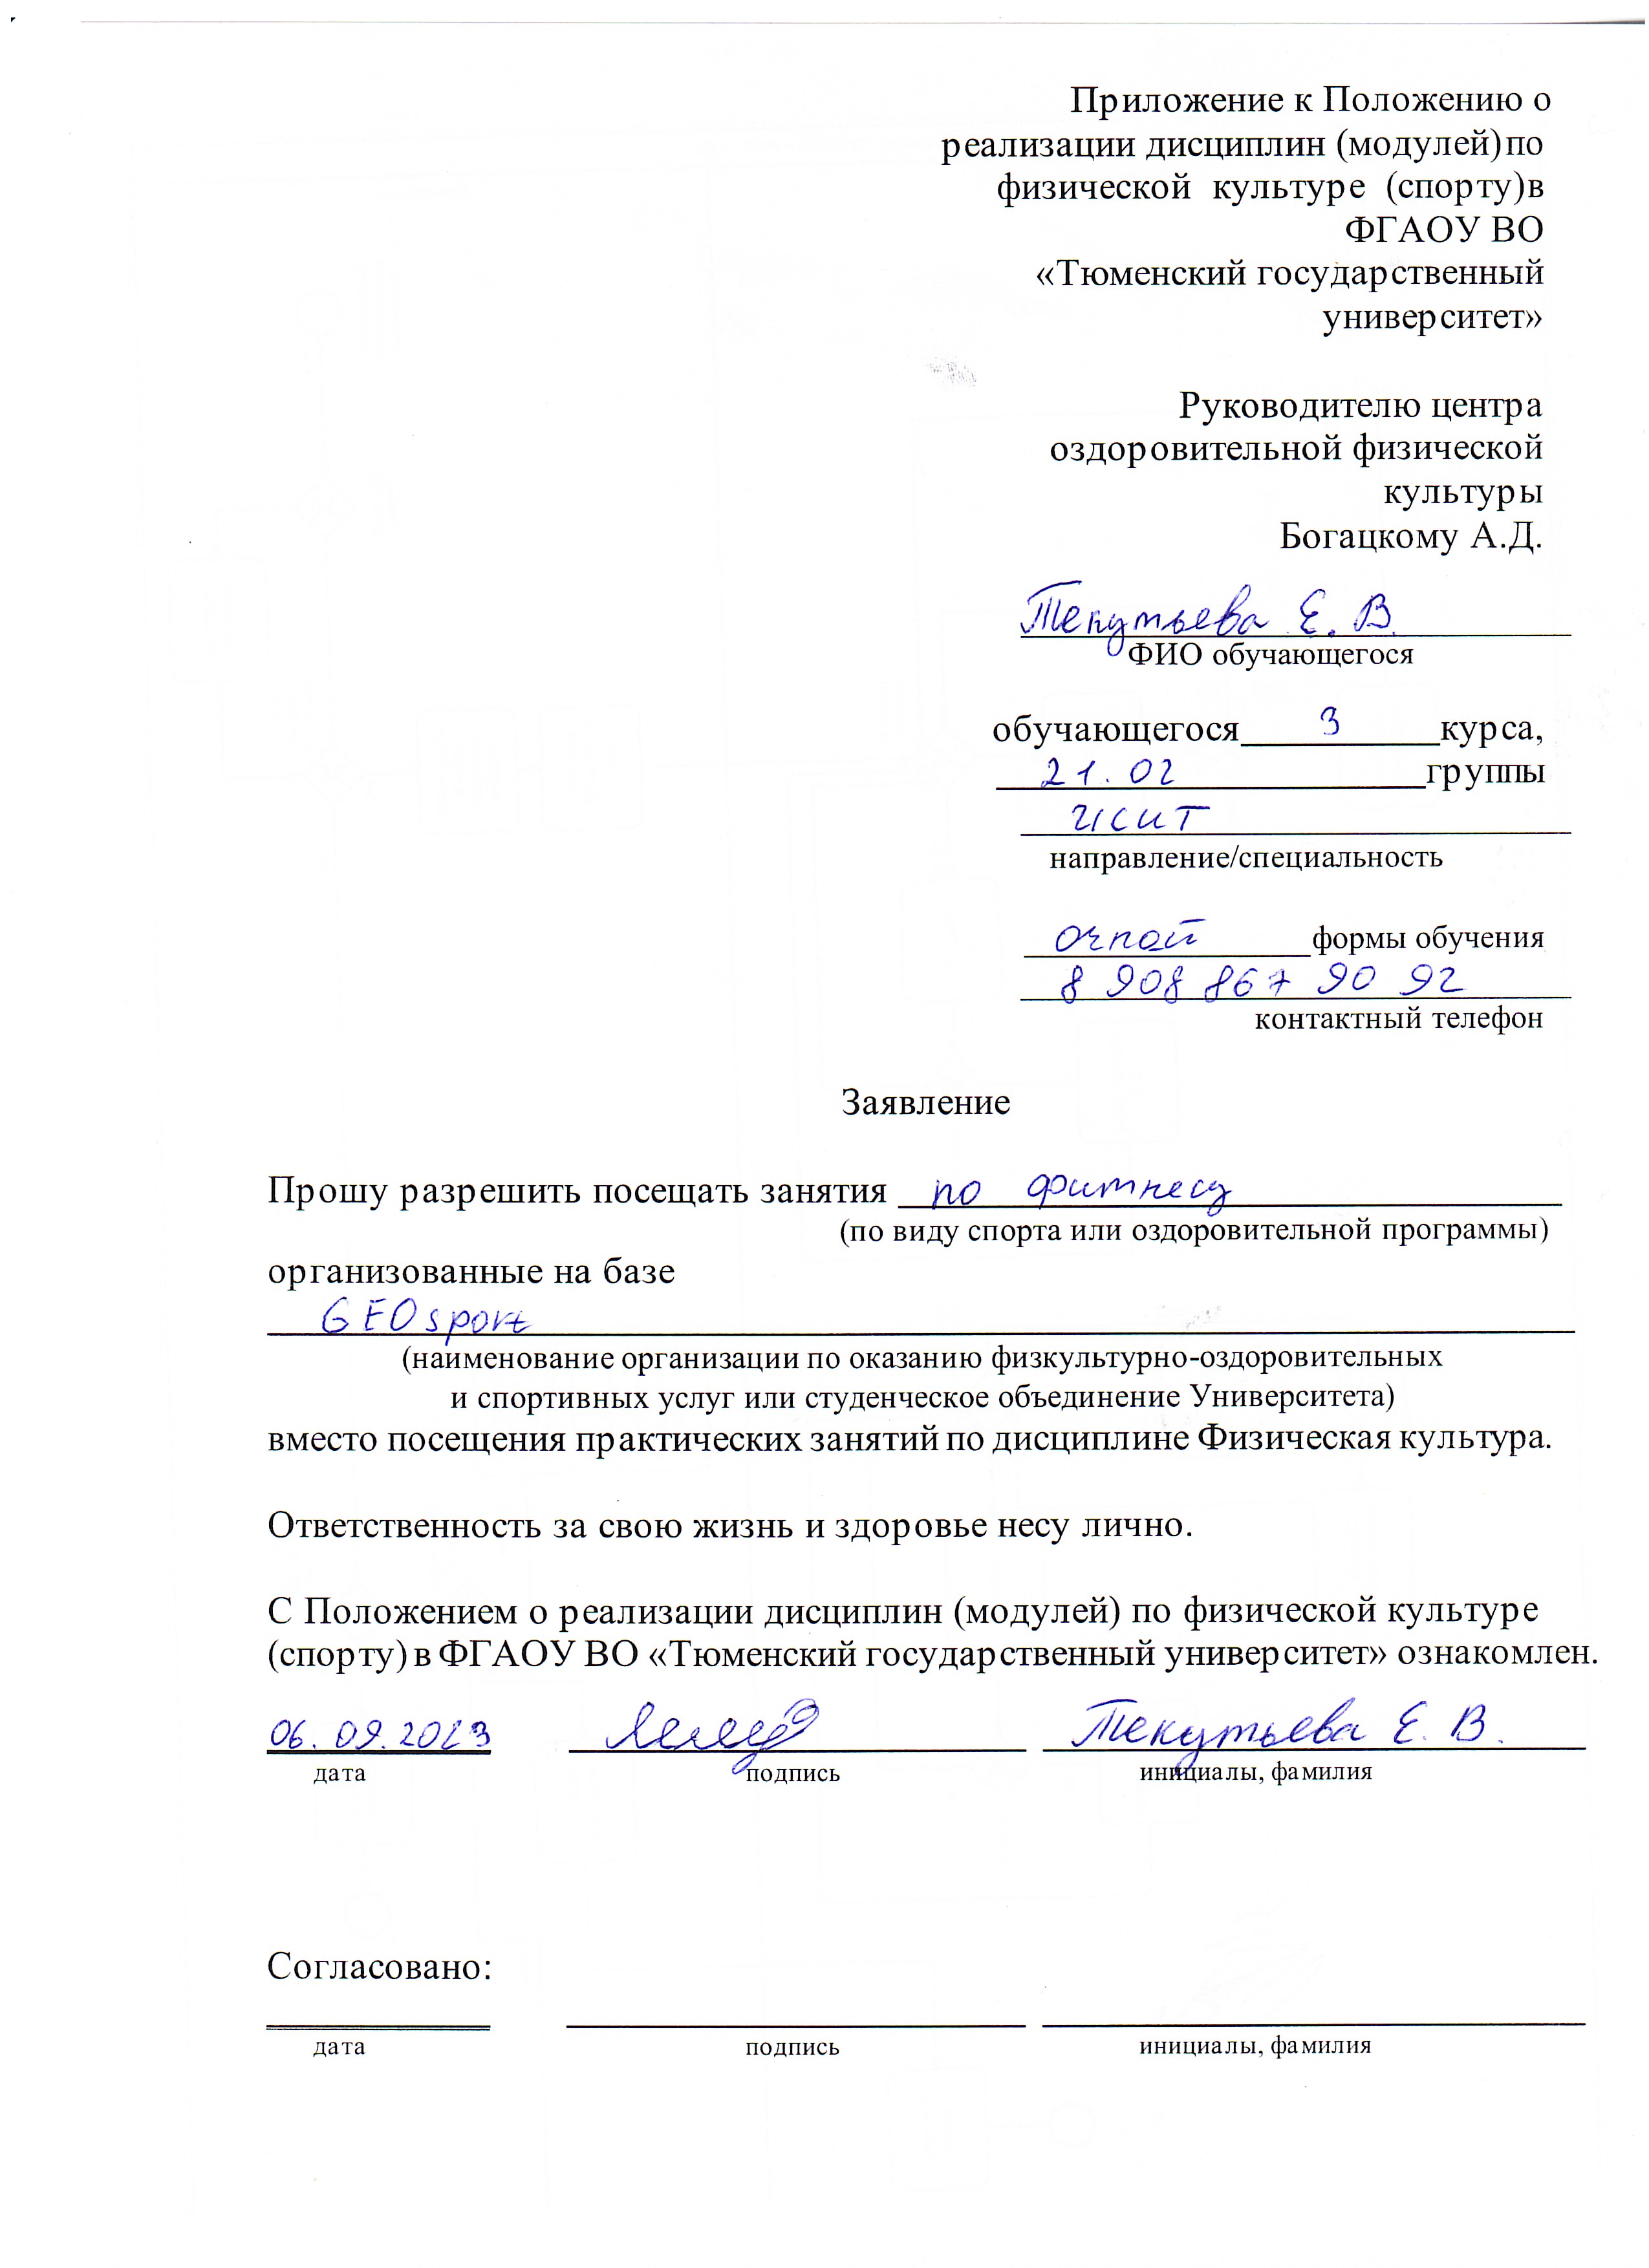 Приложение к Положению о
реализации дисциплин (модулей)по
физической культуре (спорту)в
ФГАОУ ВО
«Тюменский государственный
университет»
Руководителю центра
оздоровительной физической
культуры
Богацкому А.Д.
Текутьева Е. В.
ФИО обучающегося
обучающегося 3 курса,
21.02 группы
ИСИТ
направление/специальность
очной формы обучения
8 908 867 90 92
контактный телефон
Заявление
Прошу разрешить посещать занятия по фитнесу
(по виду спорта или оздоровительной программы)
организованные на базе
GEOsport
(наименование организации по оказанию физкультурно-оздоровительных
и спортивных услуг или студенческое объединение Университета)
вместо посещения практических занятий по дисциплине Физическая культура.
Ответственность за свою жизнь и здоровье несу лично.
С Положением о реализации дисциплин (модулей) по физической культуре
(спорту) в ФГАОУ ВО «Тюменский государственный университет» ознакомлен.
06.09.2023 Текутьева Е. В.
дата подпись инициалы, фамилия
Согласовано:
дата подпись инициалы, фамилия